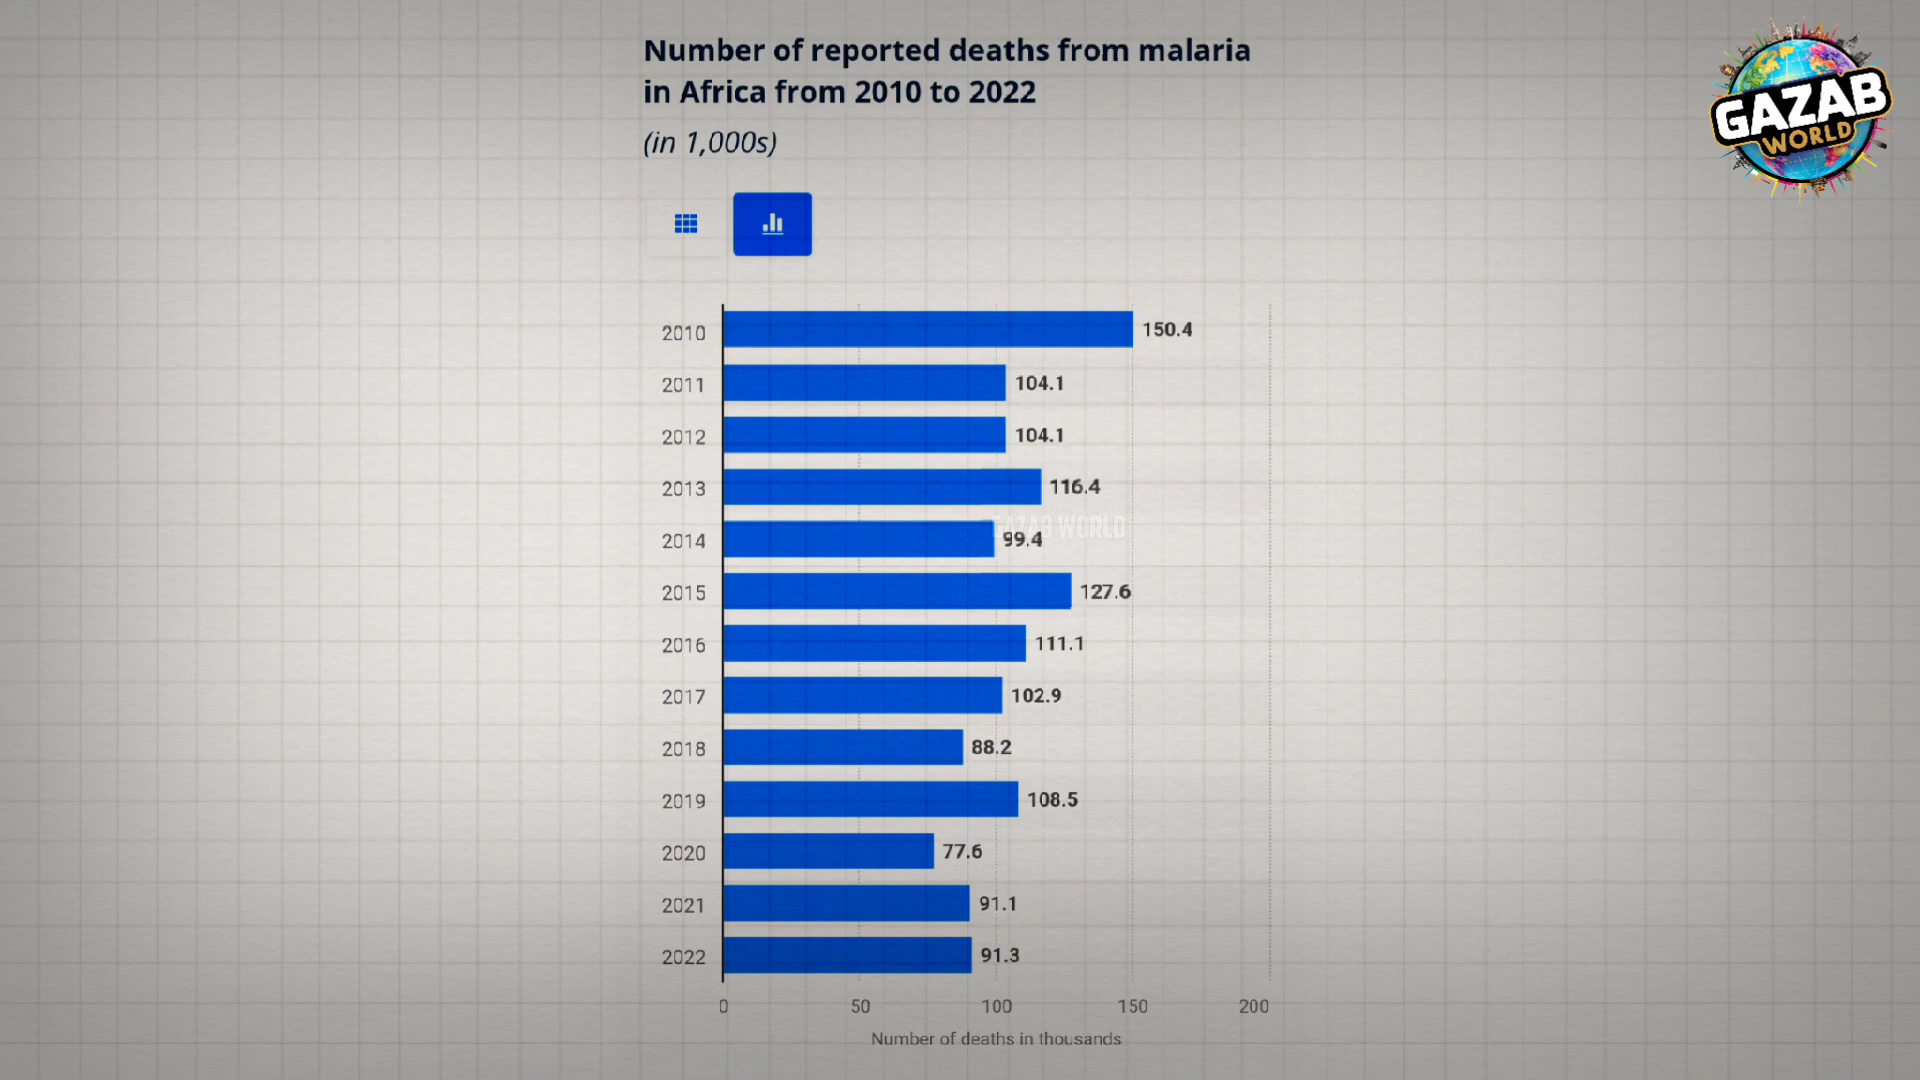 Number of reported deaths from malaria
in Africa from 2010 to 2022
(in 1,000s)
GAZAB
WORLD
2010 150.4
2011 104.1
2012 104.1
2013 116.4
GAZAB WORLD
2014 99.4
2015 127.6
2016 111.1
2017 102.9
2018 88.2
2019 108.5
2020 77.6
2021 91.1
2022 91.3
0 50 100 150 200
Number of deaths in thousands